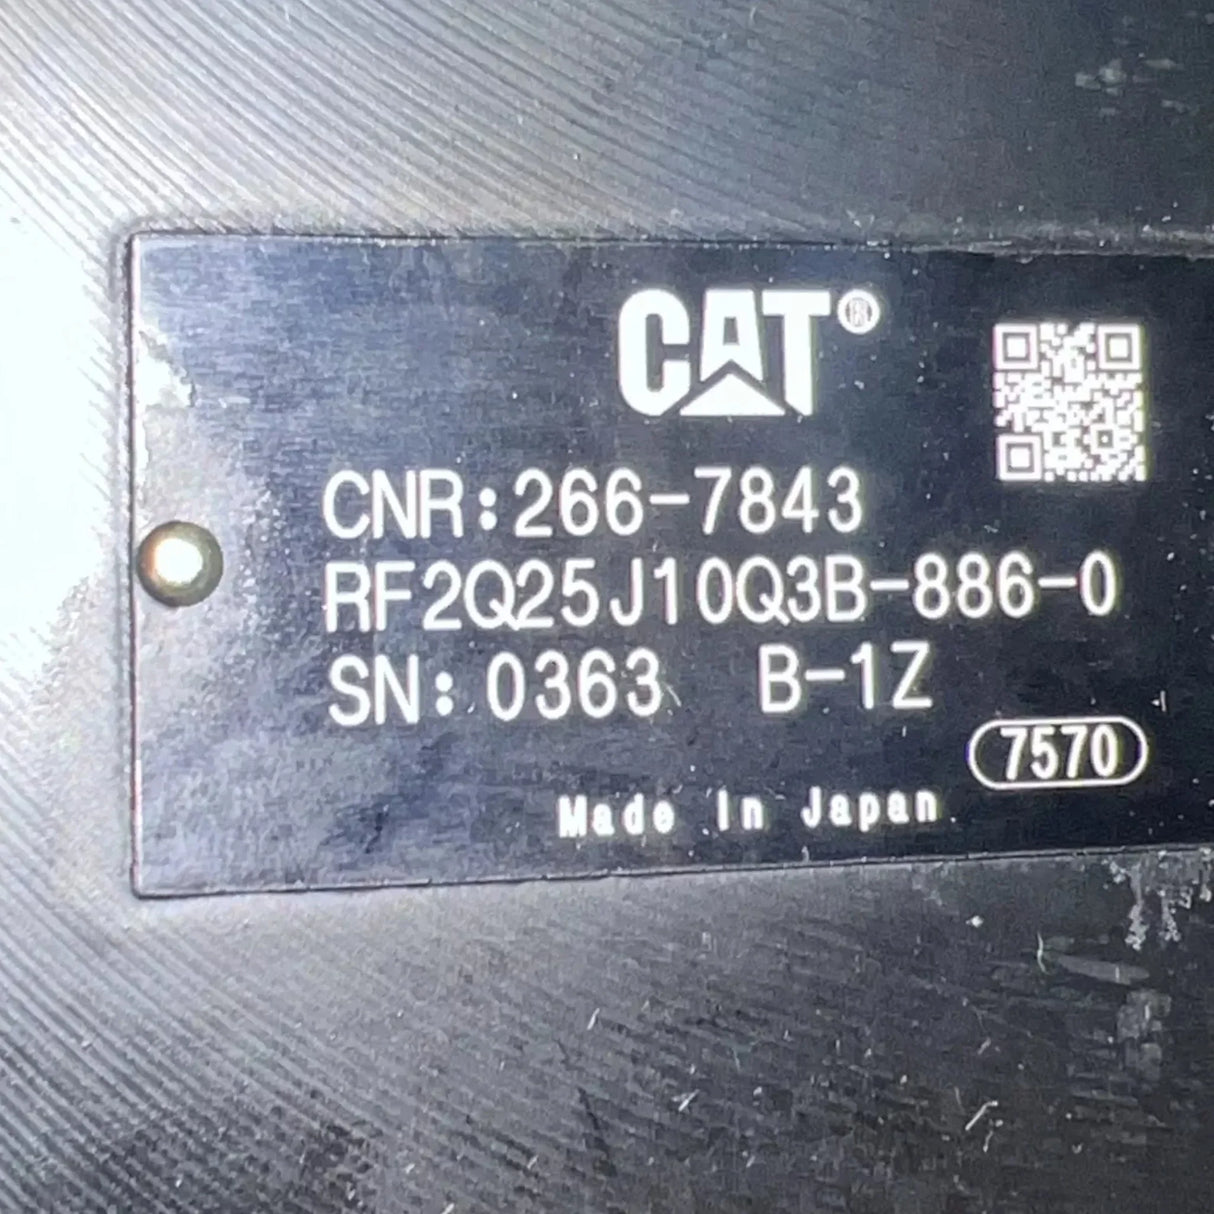 CAT®
CNR:266-7843
RF2Q25J10Q3B-886-0
SN:0363 B-1Z
7570
Made in Japan